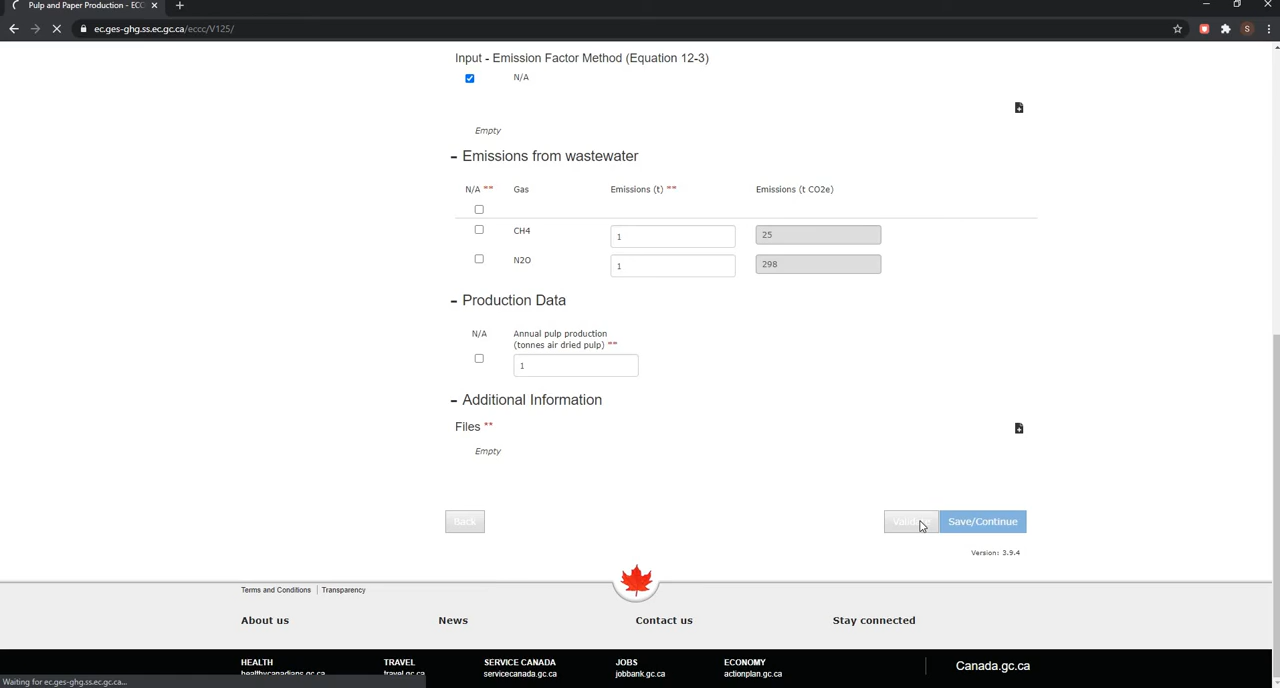 Pulp and Paper Production - ECC
ec.ges-ghg.ss.ec.gc.ca/eccc/V125/
S
Input - Emission Factor Method (Equation 12-3)
N/A
Empty
- Emissions from wastewater
N/A ** Gas Emissions (t) ** Emissions (t CO2e)
CH4 1 25
N2O 1 298
- Production Data
N/A Annual pulp production
(tonnes air dried pulp) **
1
- Additional Information
Files **
Empty
Back Save/Continue
Version: 3.9.4
Terms and Conditions | Transparency
About us News Contact us Stay connected
HEALTH TRAVEL SERVICE CANADA JOBS ECONOMY
healthycanadians.gc.ca travel.gc.ca servicecanada.gc.ca jobbank.gc.ca actionplan.gc.ca
Canada.gc.ca
Waiting for ec.ges-ghg.ss.ec.gc.ca...